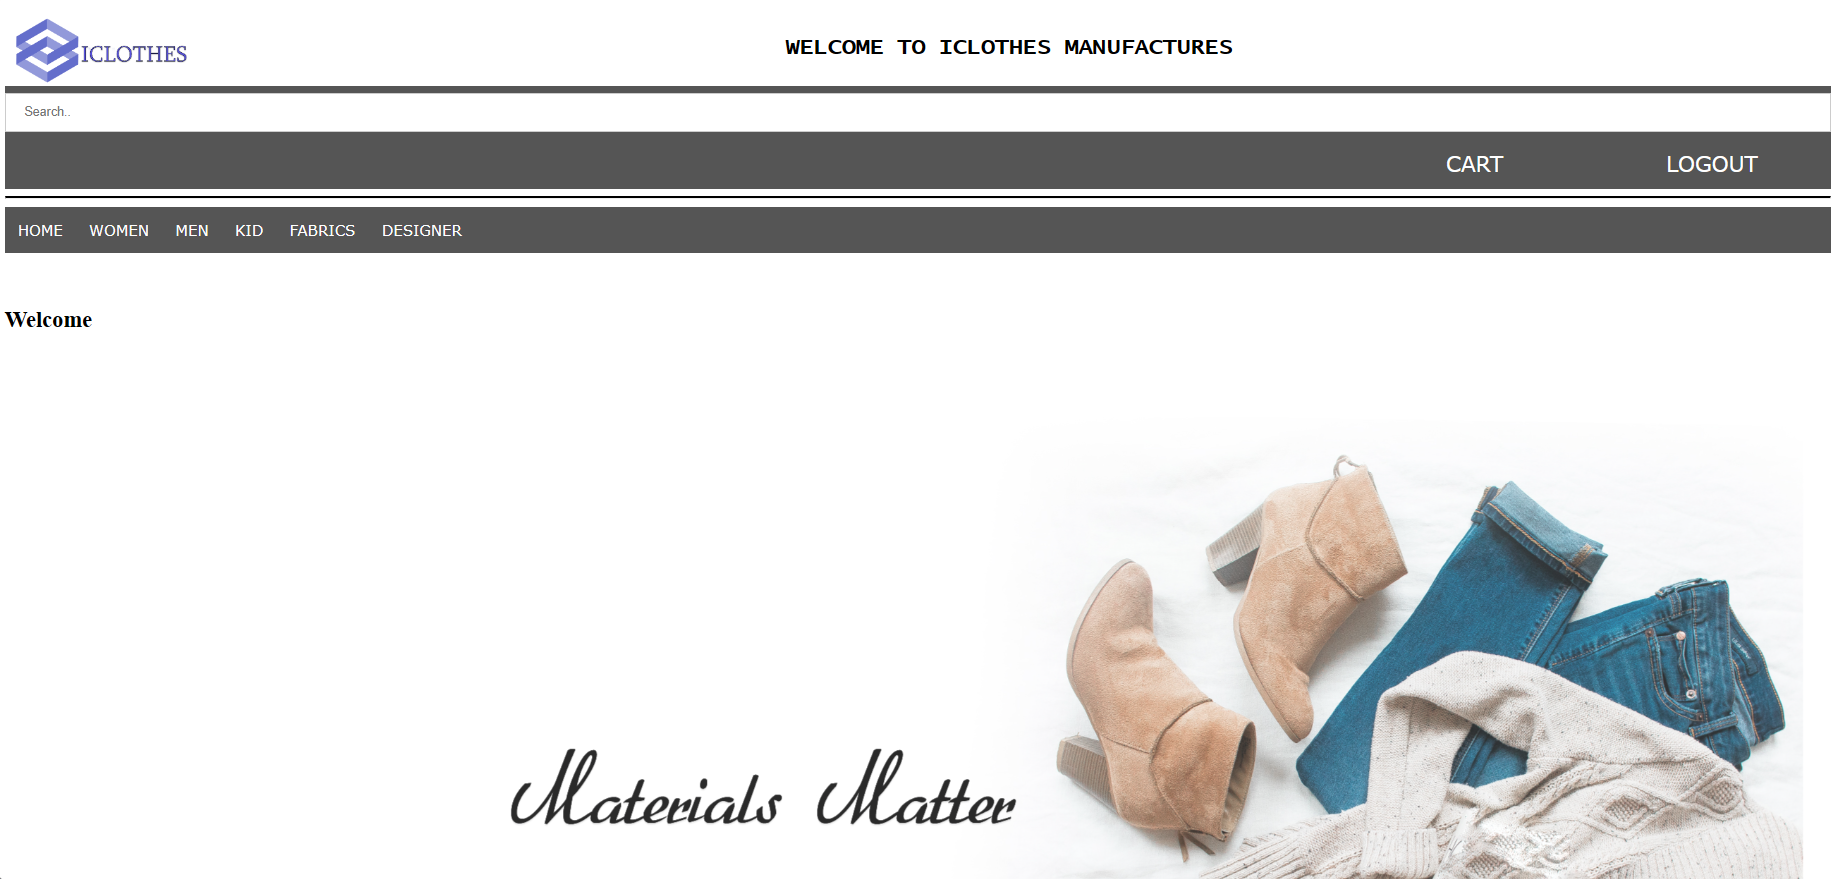 ICLOTHES
WELCOME TO ICLOTHES MANUFACTURES
Search..
CART LOGOUT
HOME WOMEN MEN KID FABRICS DESIGNER
Welcome
Materials Matter